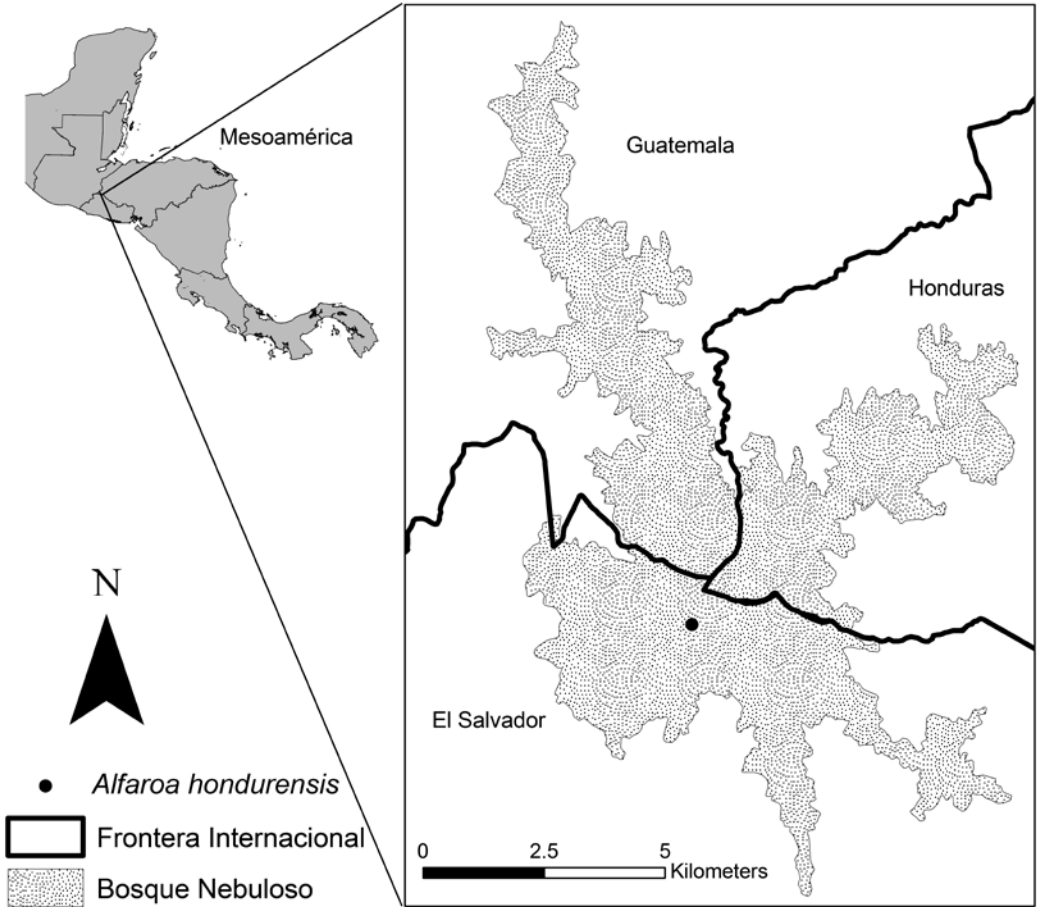 Mesoamérica
Guatemala
Honduras
N
El Salvador
Alfaroa hondurensis
Frontera Internacional
Bosque Nebuloso
0 2.5 5
Kilometers